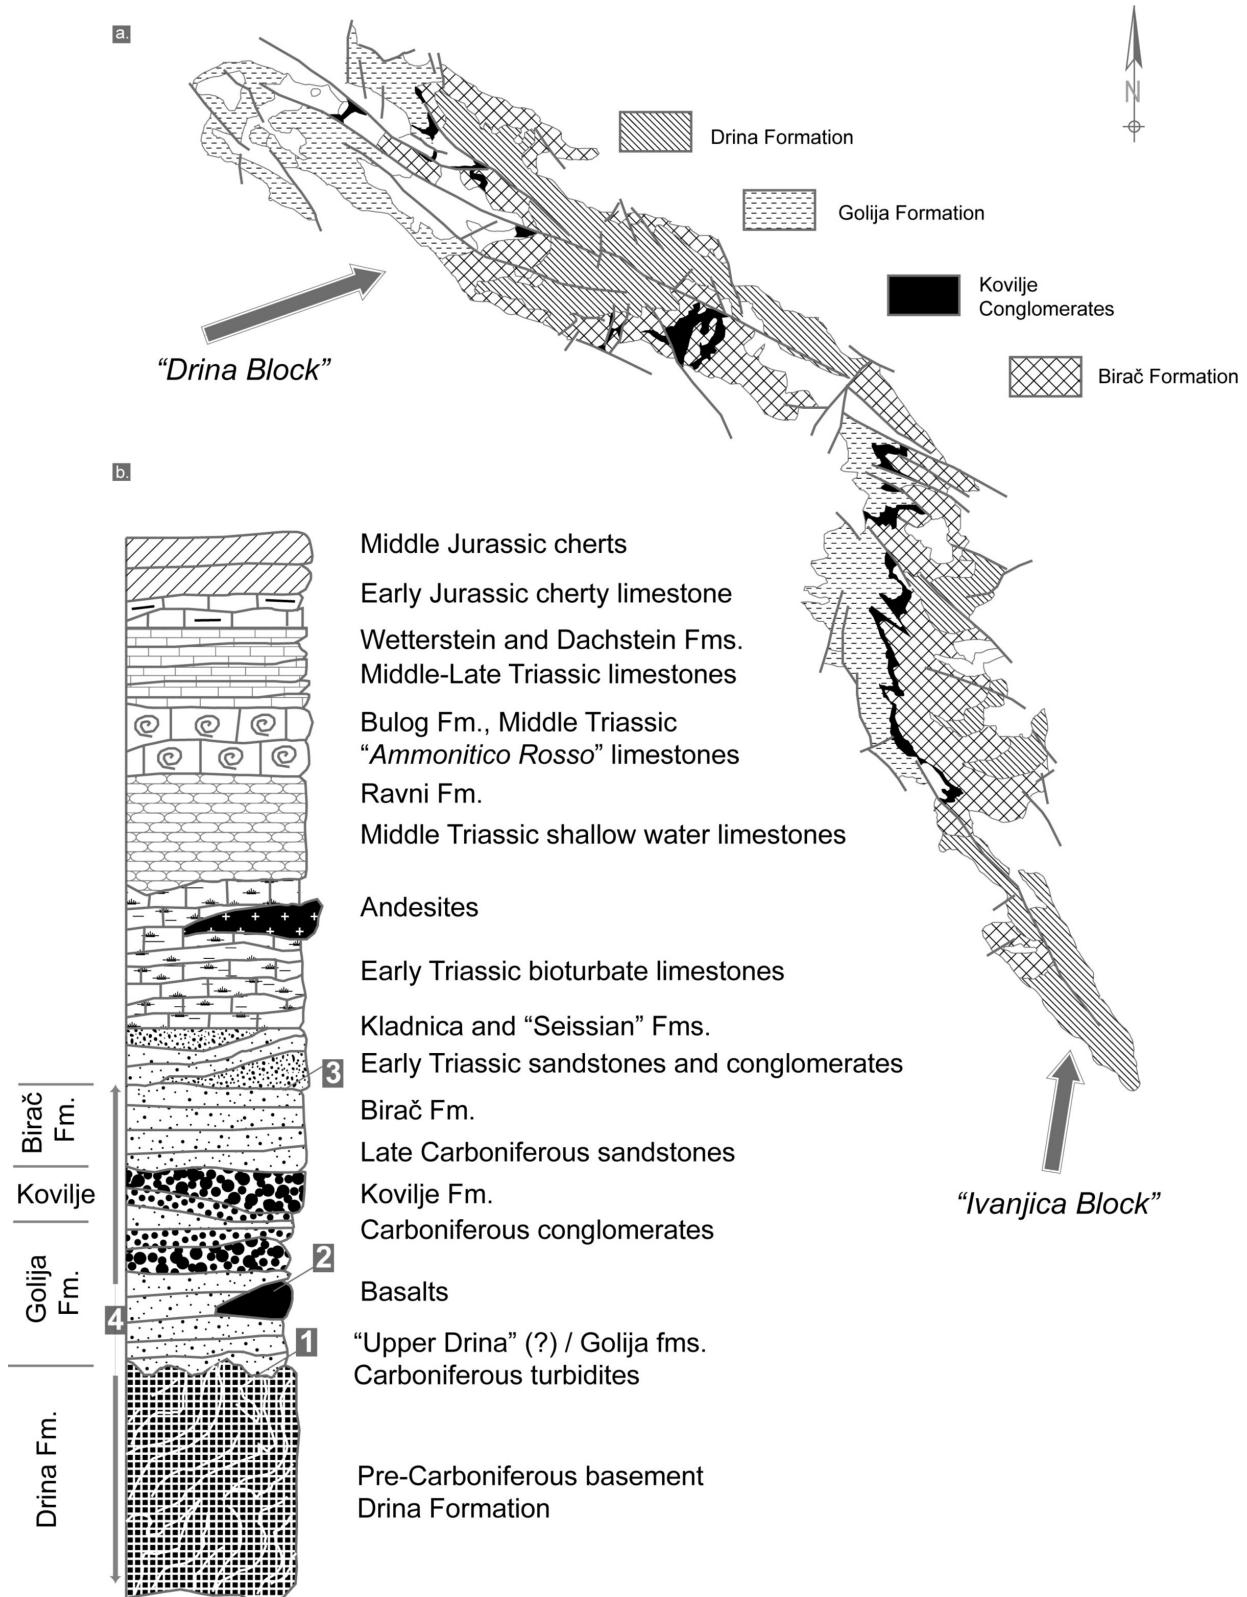 a.
N
Drina Formation
Golija Formation
Kovilje
Conglomerates
Birač Formation
“Drina Block”
b.
Middle Jurassic cherts
Early Jurassic cherty limestone
Wetterstein and Dachstein Fms.
Middle-Late Triassic limestones
Bulog Fm., Middle Triassic
“Ammonitico Rosso” limestones
Ravni Fm.
Middle Triassic shallow water limestones
Andesites
Early Triassic bioturbate limestones
Kladnica and “Seissian” Fms.
Early Triassic sandstones and conglomerates
3
Birač
Fm.
Birač Fm.
Late Carboniferous sandstones
Kovilje
Kovilje Fm.
Carboniferous conglomerates
“Ivanjica Block”
Golija
Fm.
2
Basalts
4
1
“Upper Drina” (?) / Golija fms.
Carboniferous turbidites
Drina Fm.
Pre-Carboniferous basement
Drina Formation